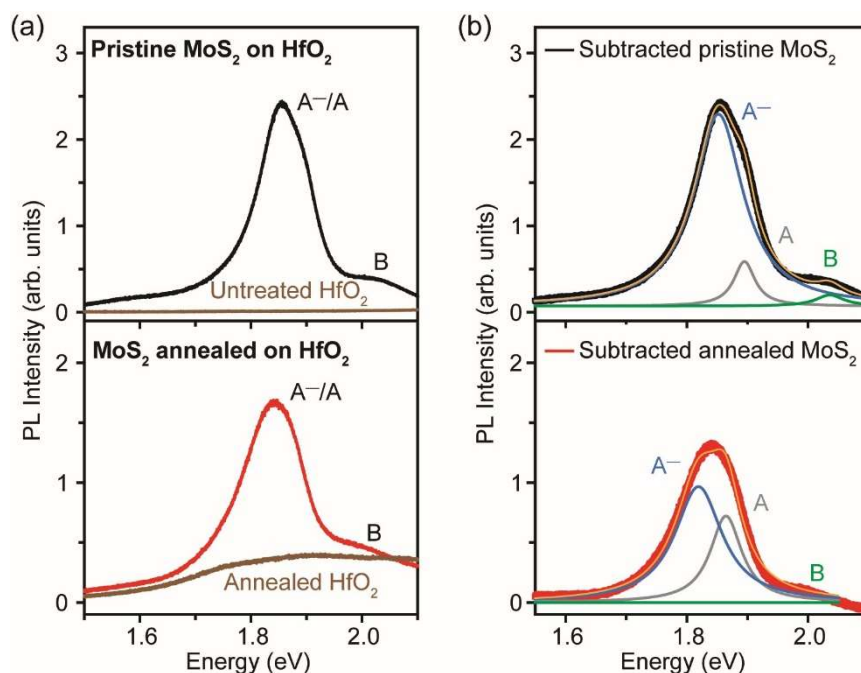 (a)
Pristine MoS₂ on HfO₂
A⁻/A
B
Untreated HfO₂
3
2
1
0
MoS₂ annealed on HfO₂
A⁻/A
B
Annealed HfO₂
2
1
0
1.6
1.8
2.0
Energy (eV)
PL Intensity (arb. units)
(b)
Subtracted pristine MoS₂
A⁻
A
B
3
2
1
0
Subtracted annealed MoS₂
A⁻
A
B
2
1
0
1.6
1.8
2.0
Energy (eV)
PL Intensity (arb. units)